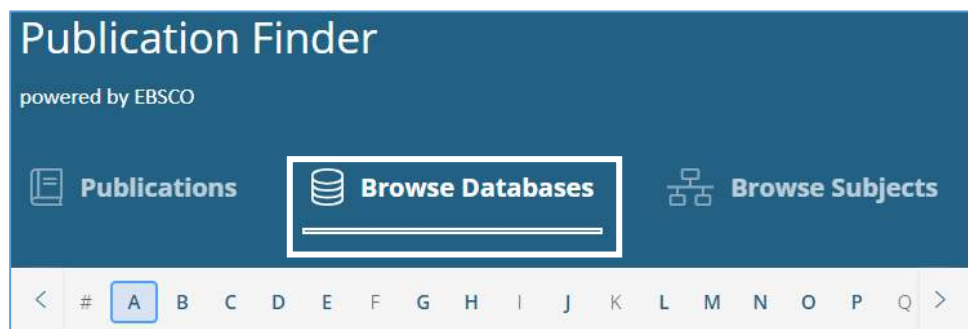 Publication Finder
powered by EBSCO
Publications Browse Databases Browse Subjects
< # A B C D E F G H I J K L M N O P Q >